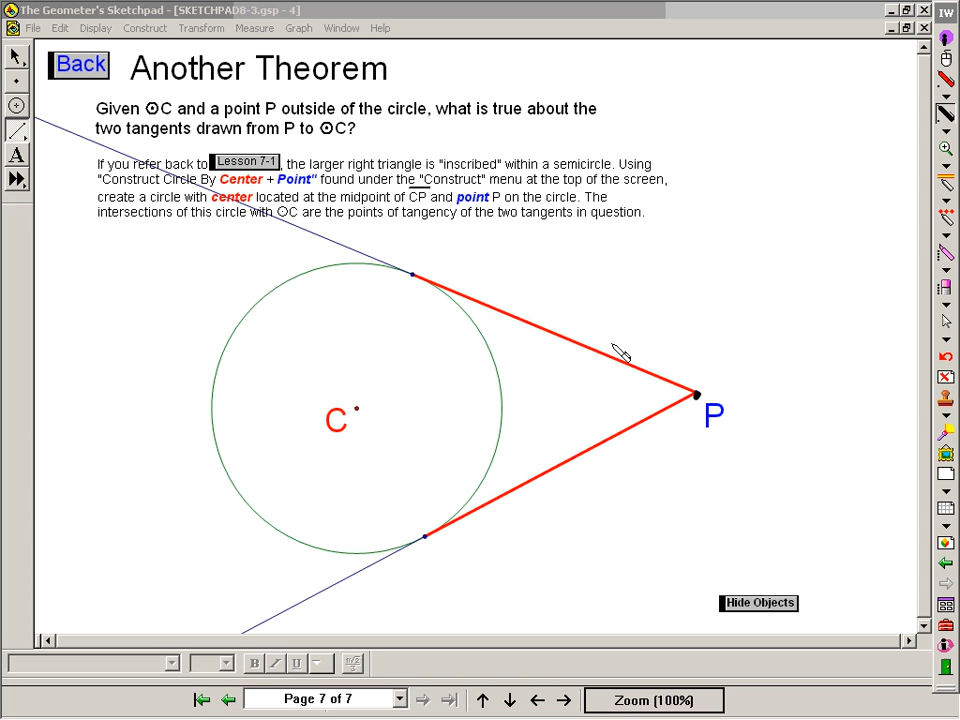 The Geometer's Sketchpad - [SKETCHPAD8-3.gsp - 4]
IW
File Edit Display Construct Transform Measure Graph Window Help
Back
Another Theorem
Given ⊙C and a point P outside of the circle, what is true about the
two tangents drawn from P to ⊙C?
If you refer back to Lesson 7-1, the larger right triangle is "inscribed" within a semicircle. Using
"Construct Circle By Center + Point" found under the "Construct" menu at the top of the screen,
create a circle with center located at the midpoint of CP and point P on the circle. The
intersections of this circle with ⊙C are the points of tangency of the two tangents in question.
A
C
P
Hide Objects
B I U
Page 7 of 7
Zoom (100%)